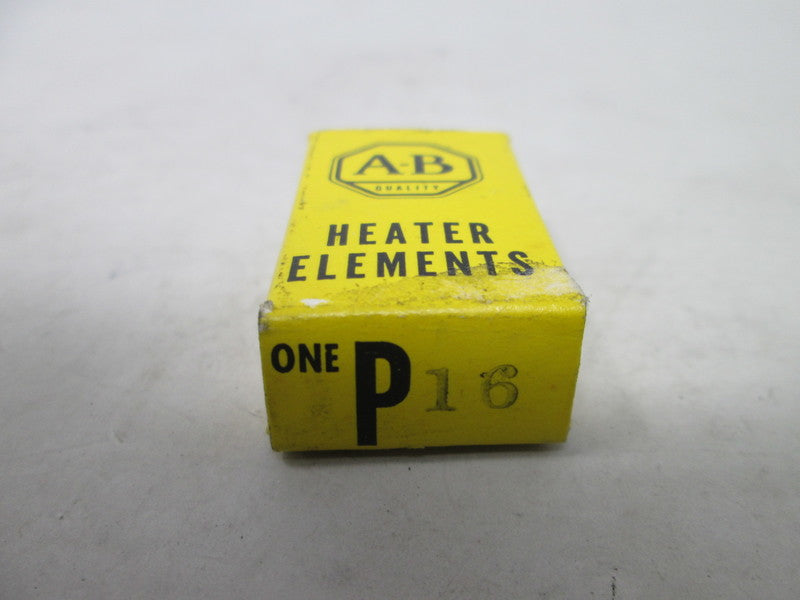 A-B
QUALITY
HEATER
ELEMENTS
ONE P16